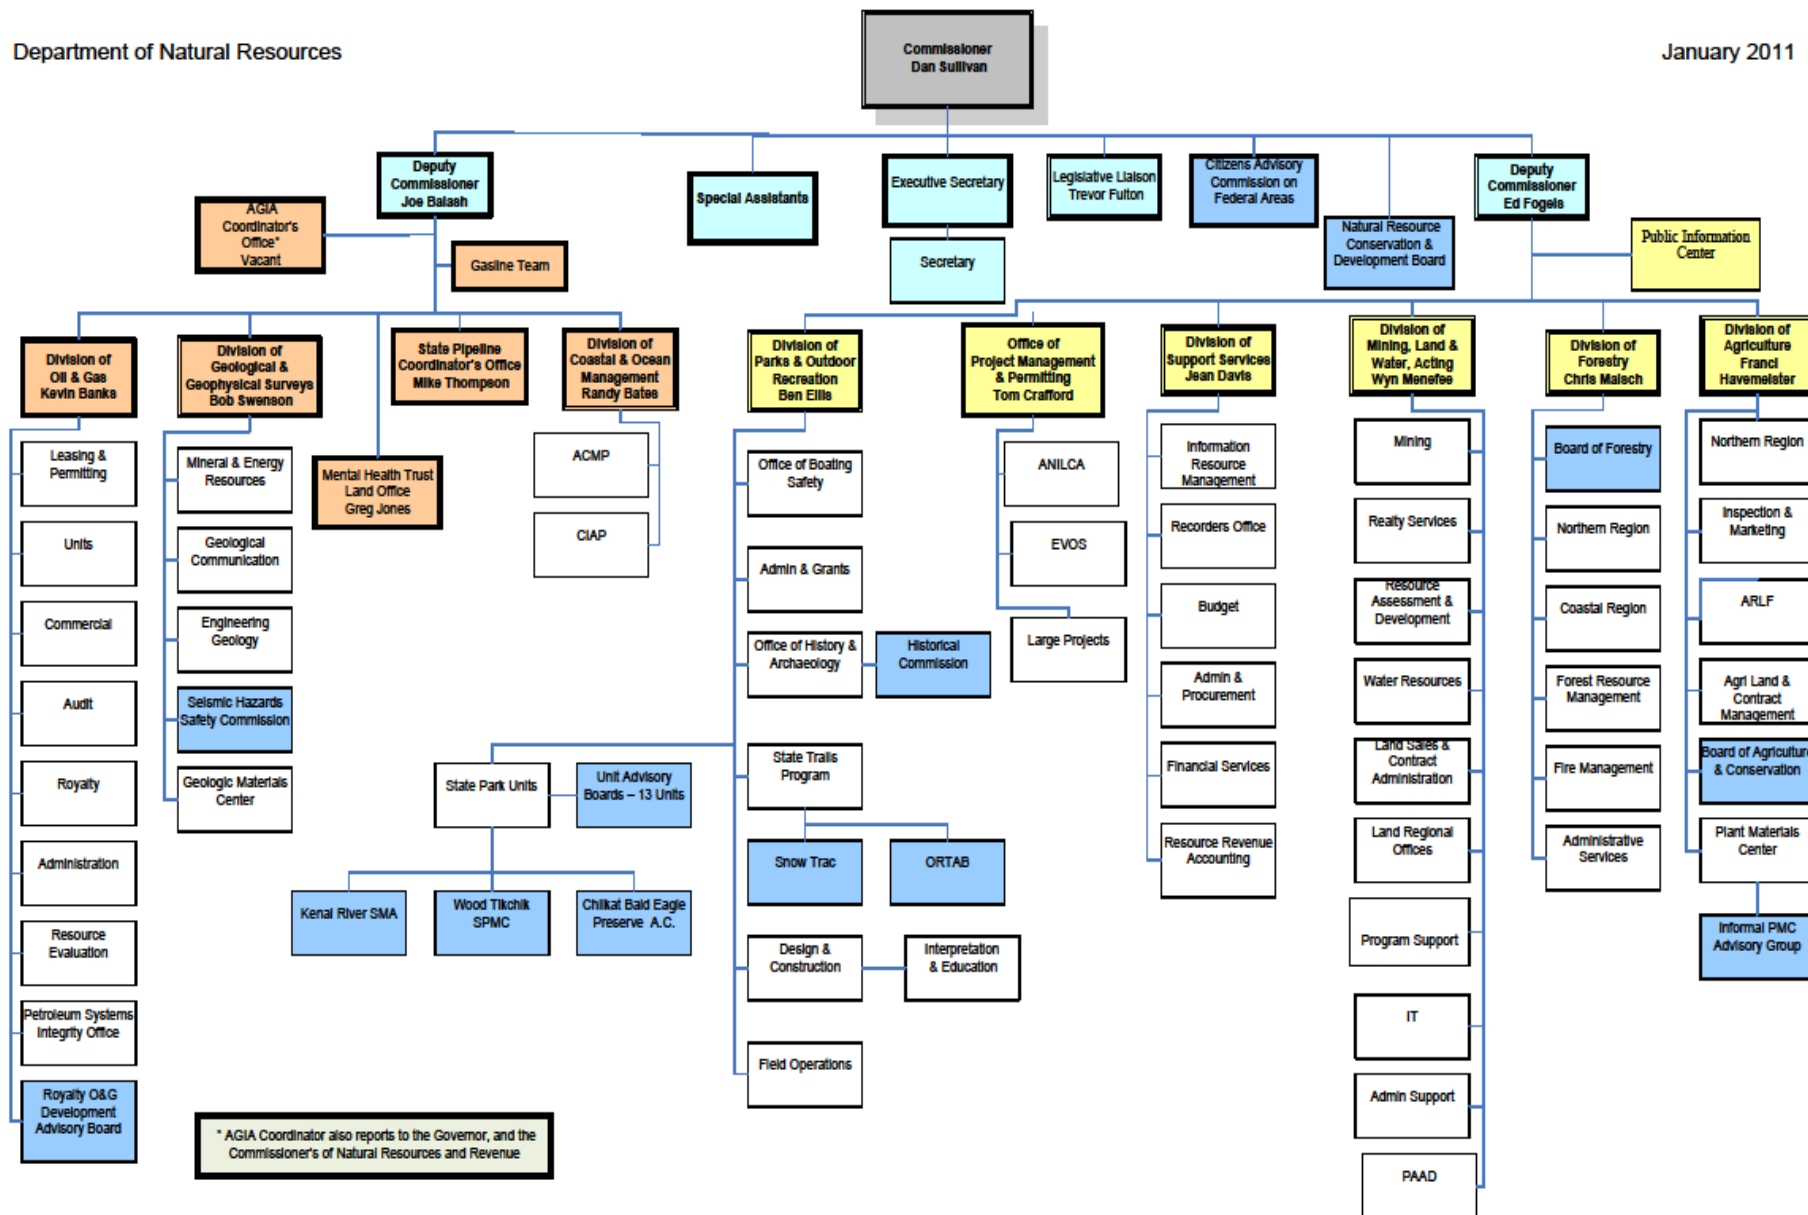 Department of Natural Resources
January 2011
Commissioner
Dan Sullivan
Deputy
Commissioner
Joe Balash
Special Assistants
Executive Secretary
Secretary
Legislative Liaison
Trevor Fulton
Citizens Advisory
Commission on
Federal Areas
Natural Resource
Conservation &
Development Board
Deputy
Commissioner
Ed Fogels
Public Information
Center
AGIA
Coordinator's
Office*
Vacant
Gasline Team
Division of
Oil & Gas
Kevin Banks
Division of
Geological &
Geophysical Surveys
Bob Swenson
State Pipeline
Coordinator's Office
Mike Thompson
Division of
Coastal & Ocean
Management
Randy Bates
Mental Health Trust
Land Office
Greg Jones
Division of
Parks & Outdoor
Recreation
Ben Ellis
Office of
Project Management
& Permitting
Tom Crafford
Division of
Support Services
Jean Davis
Division of
Mining, Land &
Water, Acting
Wyn Menefee
Division of
Forestry
Chris Maisch
Division of
Agriculture
Franci
Havemeister
Leasing &
Permitting
Units
Commercial
Audit
Royalty
Administration
Resource
Evaluation
Petroleum Systems
Integrity Office
Royalty O&G
Development
Advisory Board
Mineral & Energy
Resources
Geological
Communication
Engineering
Geology
Seismic Hazards
Safety Commission
Geologic Materials
Center
ACMP
CIAP
Office of Boating
Safety
Admin & Grants
Office of History &
Archaeology
Historical
Commission
State Trails
Program
Snow Trac
ORTAB
State Park Units
Unit Advisory
Boards – 13 Units
Kenai River SMA
Wood Tikchik
SPMC
Chilkat Bald Eagle
Preserve A.C.
Design &
Construction
Interpretation
& Education
Field Operations
ANILCA
EVOS
Large Projects
Information
Resource
Management
Recorders Office
Budget
Admin &
Procurement
Financial Services
Resource Revenue
Accounting
Mining
Realty Services
Resource
Assessment &
Development
Water Resources
Land Sales &
Contract
Administration
Land Regional
Offices
Program Support
IT
Admin Support
PAAD
Board of Forestry
Northern Region
Coastal Region
Forest Resource
Management
Fire Management
Administrative
Services
Northern Region
Inspection &
Marketing
ARLF
Agri Land &
Contract
Management
Board of Agriculture
& Conservation
Plant Materials
Center
Informal PMC
Advisory Group
* AGIA Coordinator also reports to the Governor, and the
Commissioner's of Natural Resources and Revenue